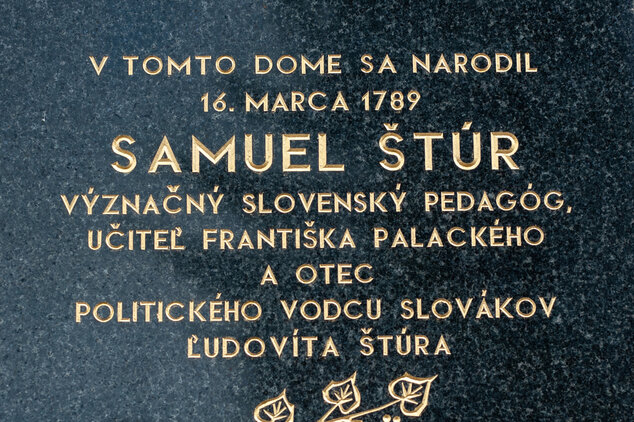 V TOMTO DOME SA NARODIL
16. MARCA 1789
SAMUEL ŠTÚR
VÝZNAČNÝ SLOVENSKÝ PEDAGÓG,
UČITEĽ FRANTIŠKA PALACKÉHO
A OTEC
POLITICKÉHO VODCU SLOVÁKOV
ĽUDOVÍTA ŠTÚRA